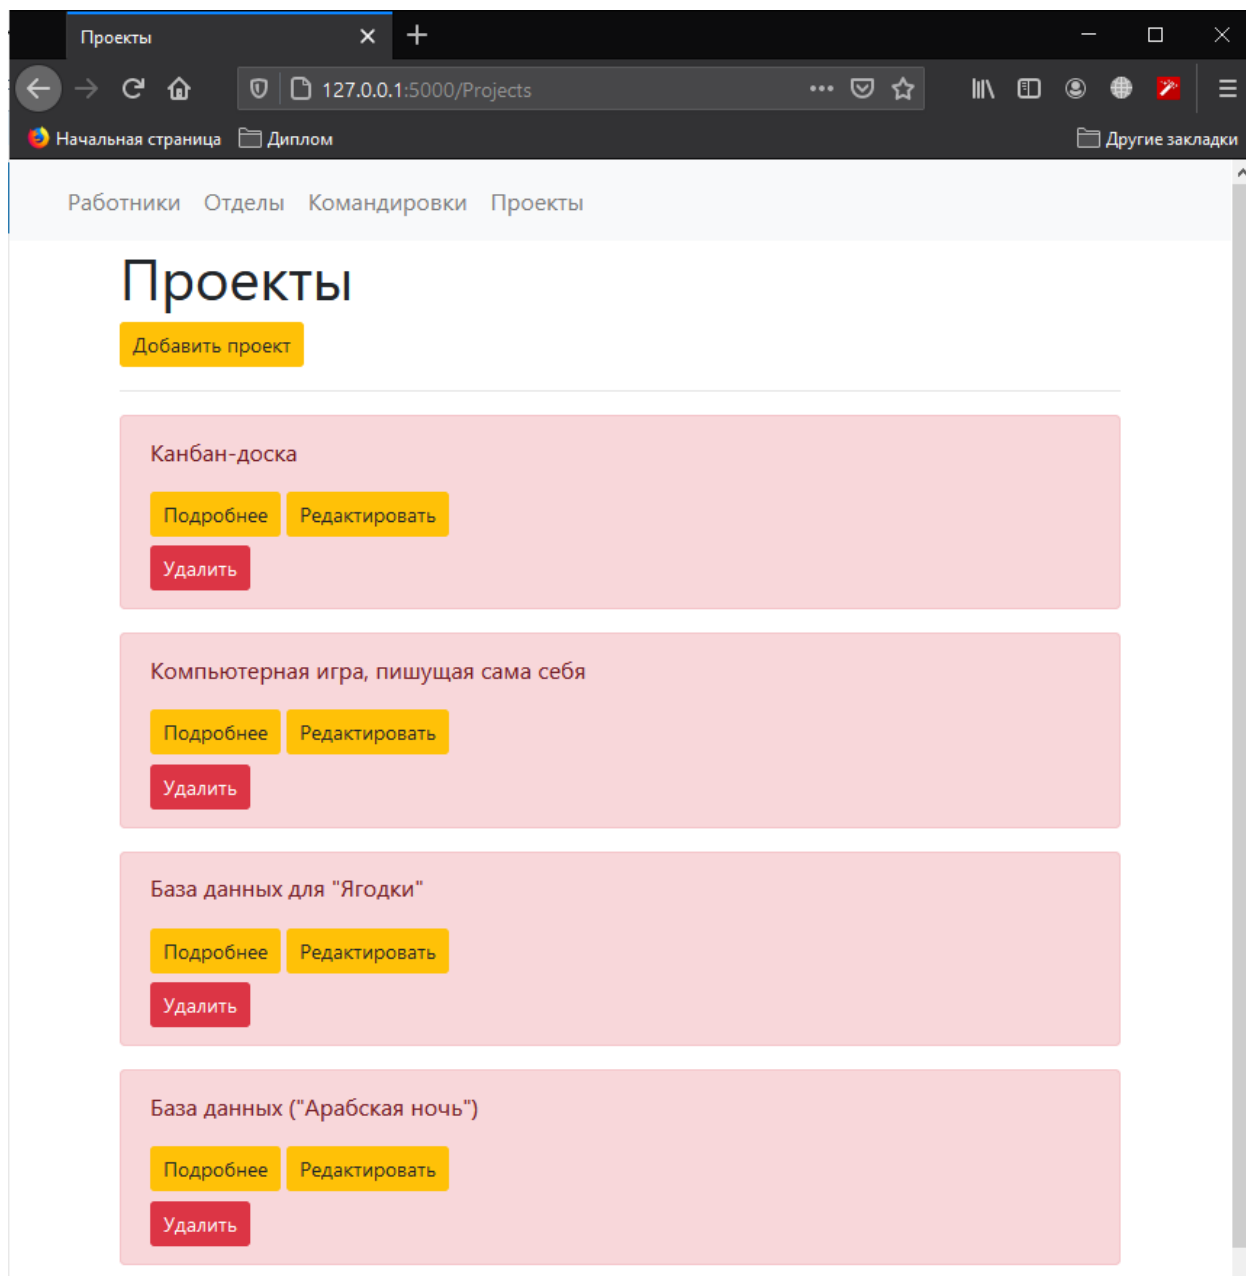 Проекты
127.0.0.1:5000/Projects
Начальная страница Диплом Другие закладки
Работники Отделы Командировки Проекты
Проекты
Добавить проект
Канбан-доска
Подробнее Редактировать
Удалить
Компьютерная игра, пишущая сама себя
Подробнее Редактировать
Удалить
База данных для "Ягодки"
Подробнее Редактировать
Удалить
База данных ("Арабская ночь")
Подробнее Редактировать
Удалить